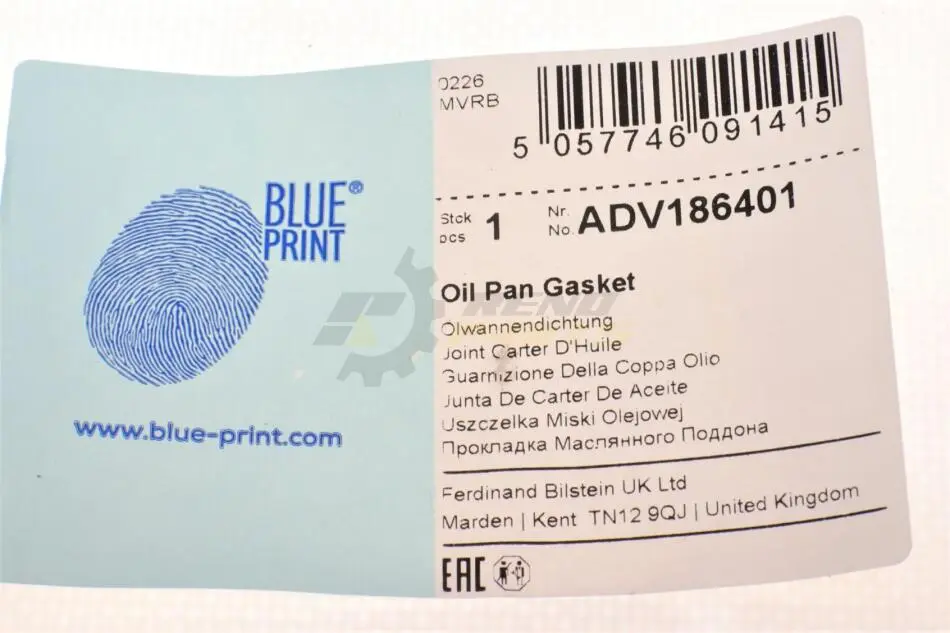 0226
MVRB
5 057746 091415
Stck
pcs
1
Nr.
No.
ADV186401
BLUE®
PRINT
Oil Pan Gasket
Ölwannendichtung
Joint Carter D'Huile
Guarnizione Della Coppa Olio
Junta De Carter De Aceite
Uszczelka Miski Olejowej
Прокладка Маслянного Поддона
www.blue-print.com
Ferdinand Bilstein UK Ltd
Marden | Kent TN12 9QJ | United Kingdom
EAC